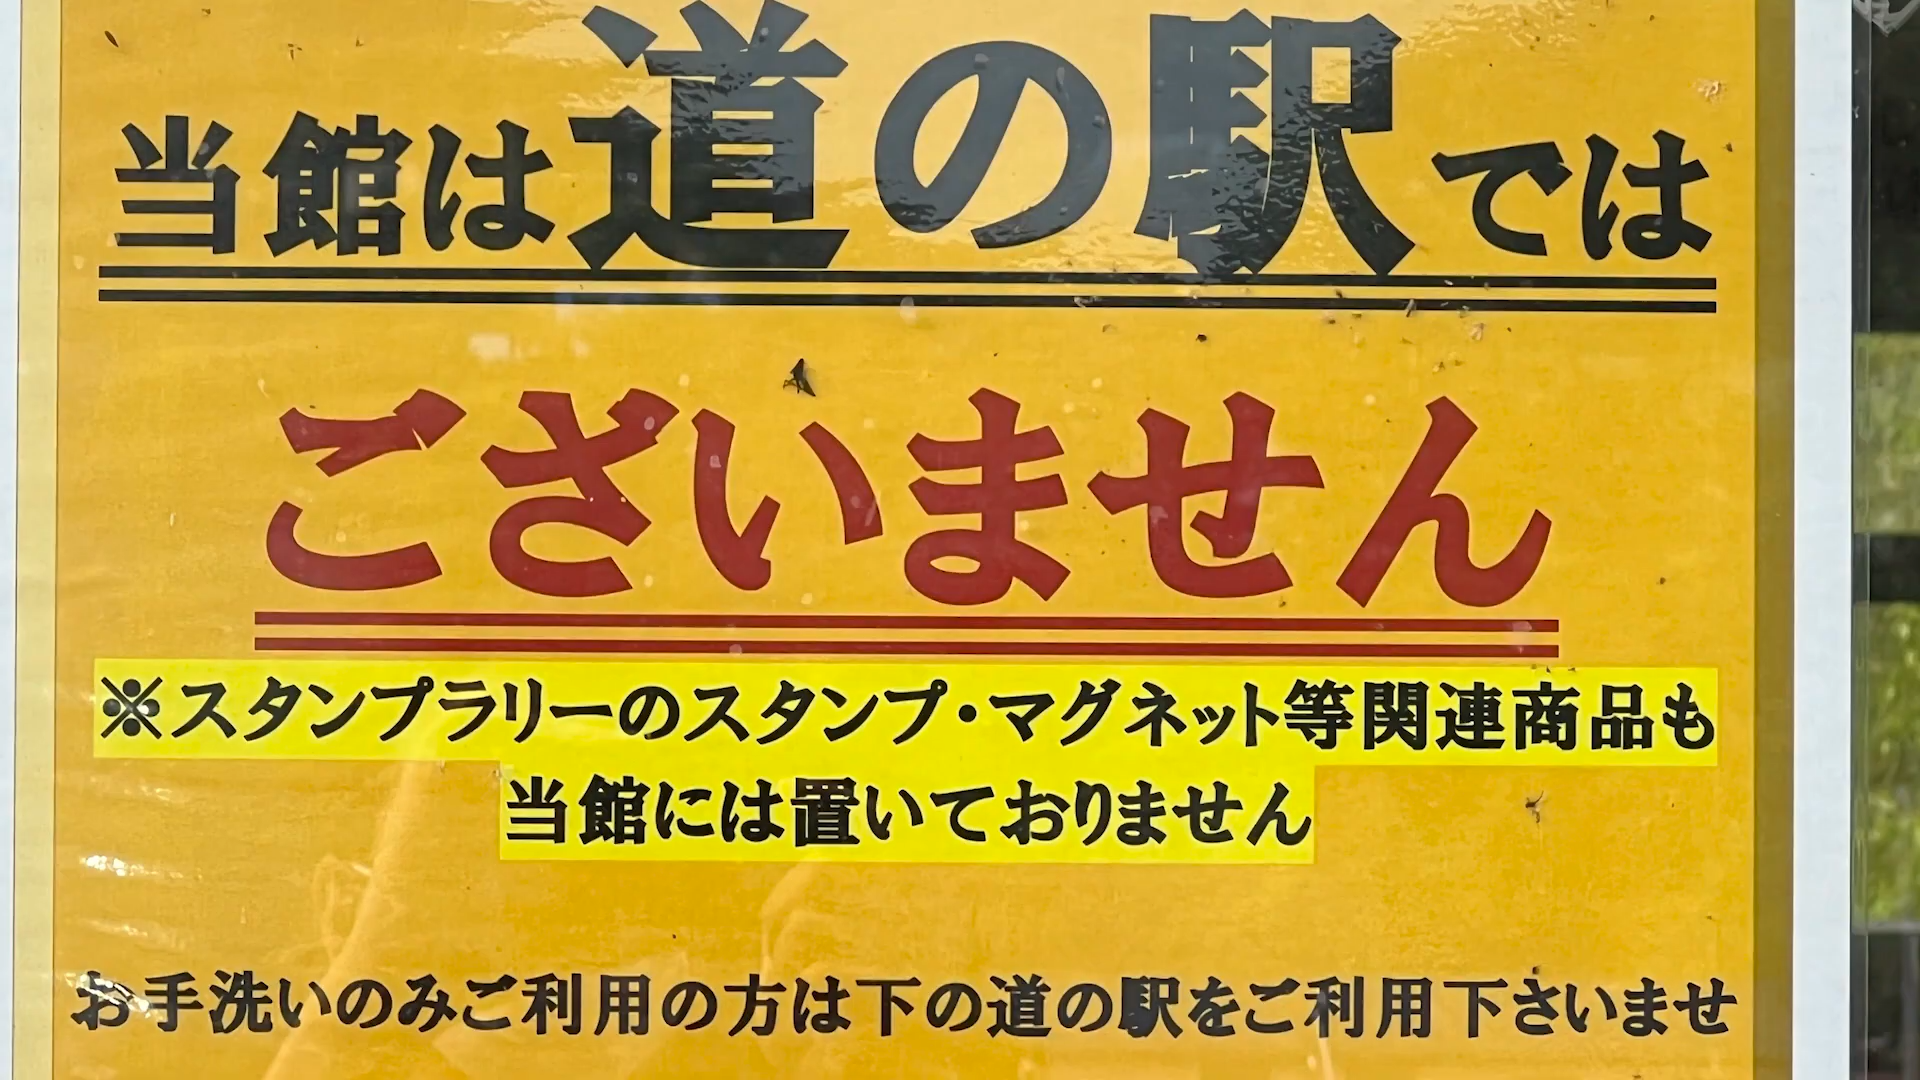 当館は道の駅では
ございません
※スタンプラリーのスタンプ・マグネット等関連商品も
当館には置いておりません
お手洗いのみご利用の方は下の道の駅をご利用下さいませ